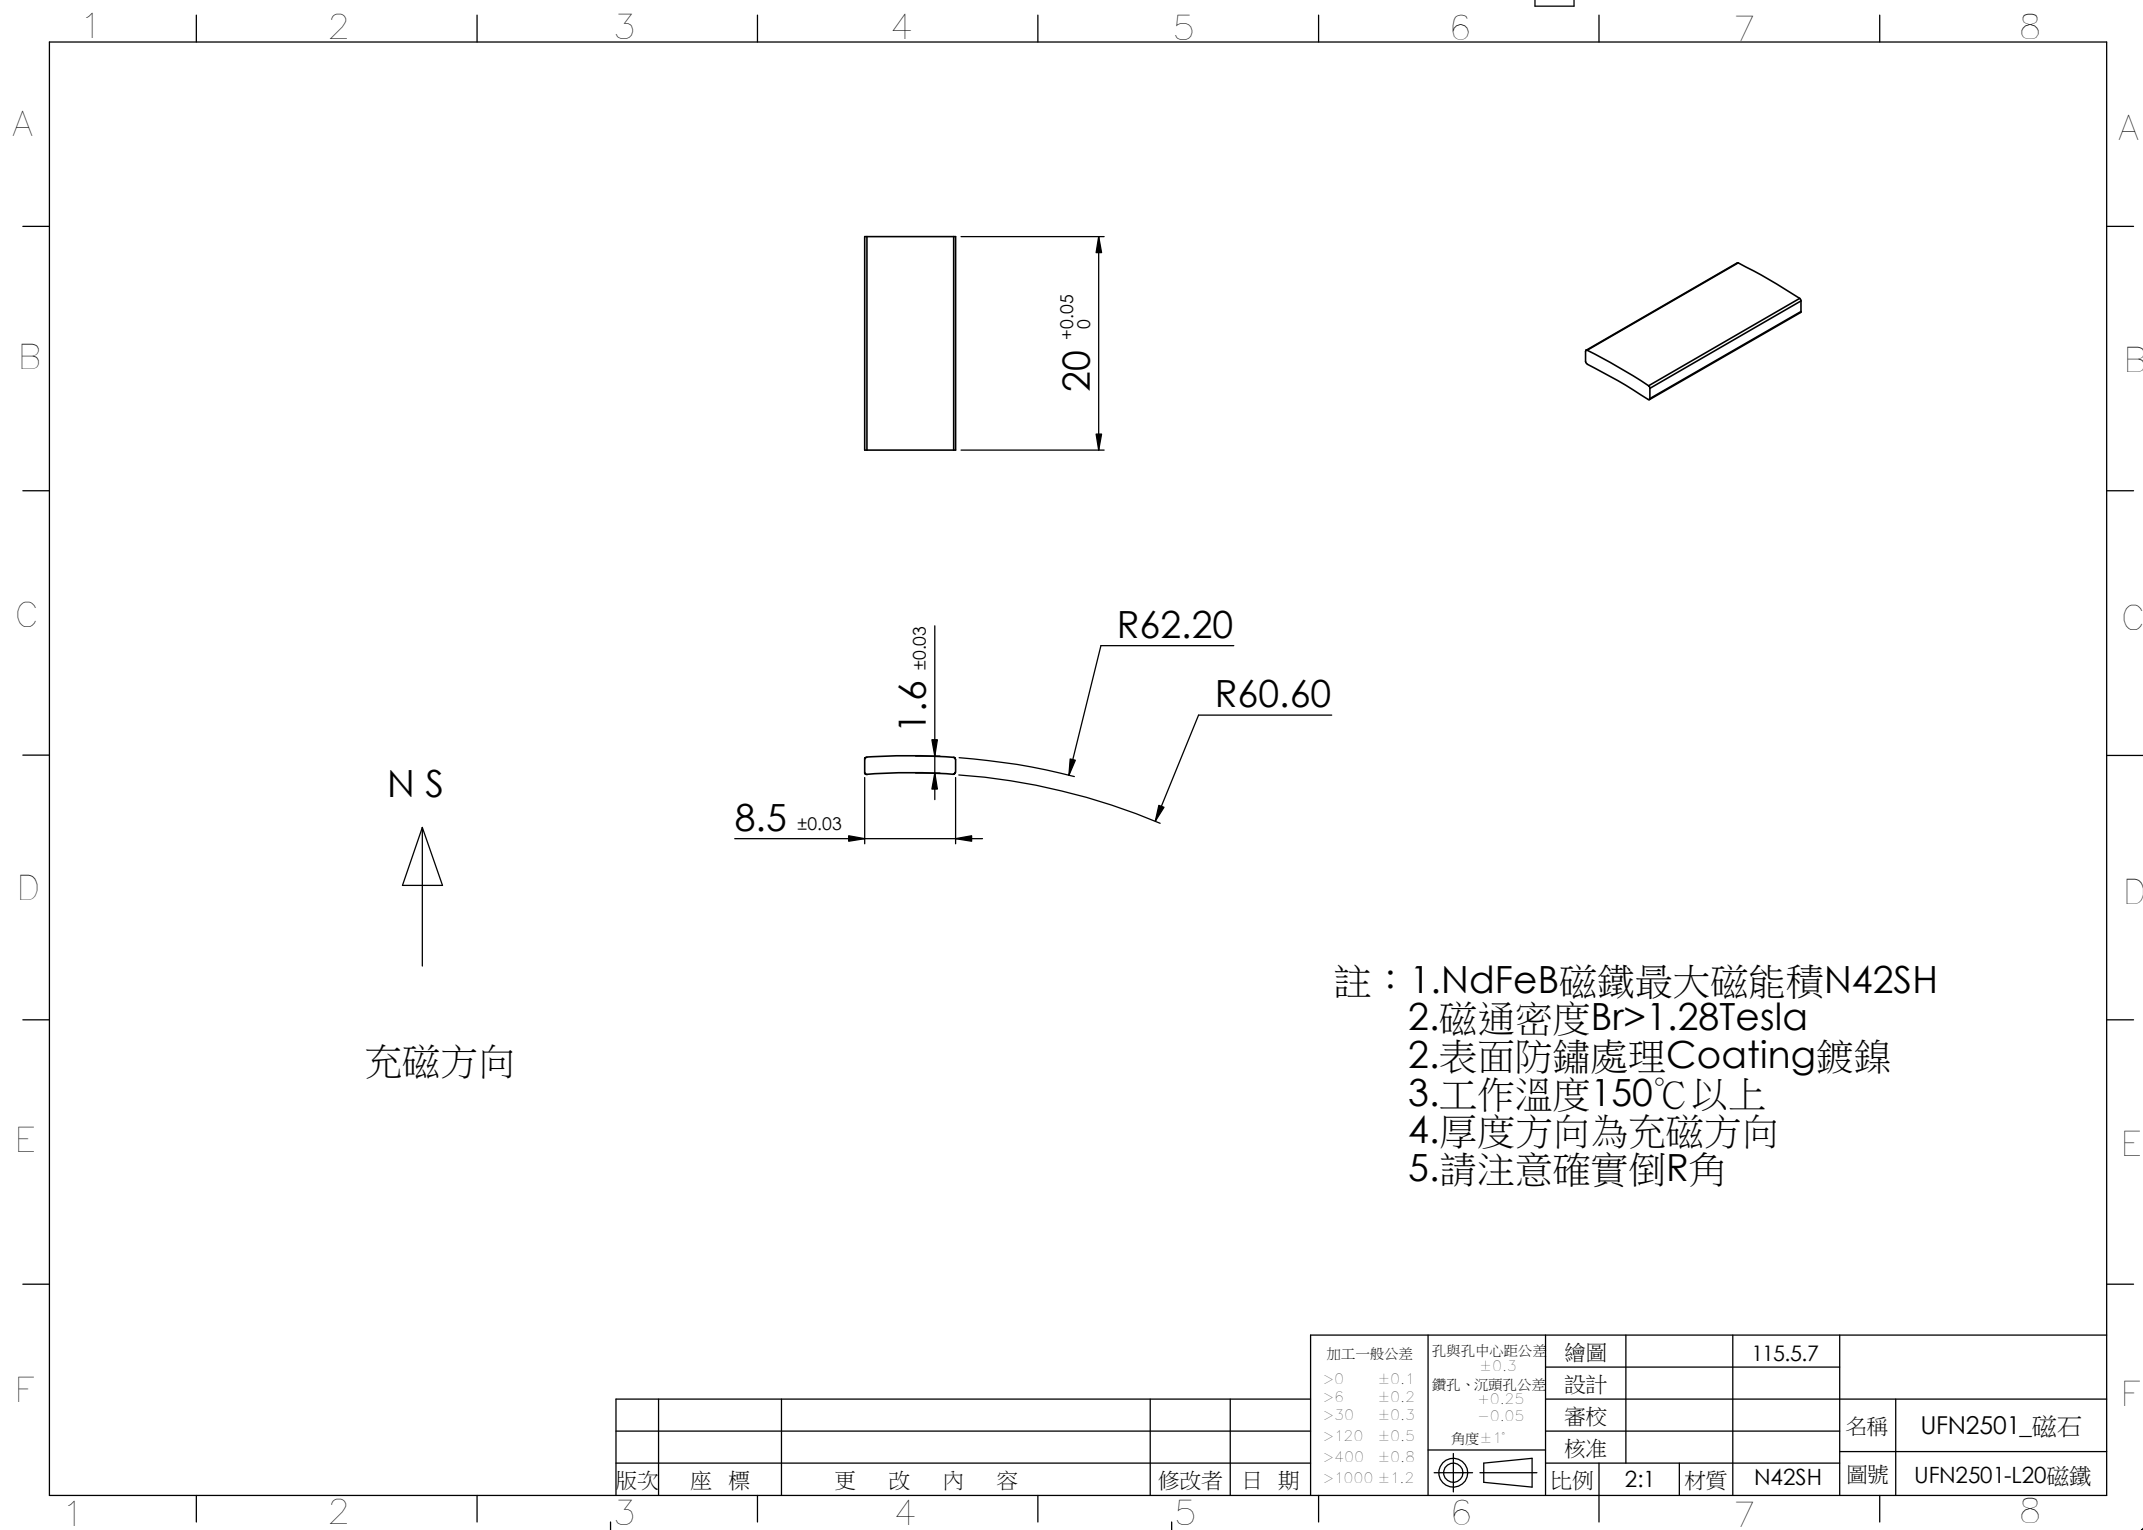 1 2 3 4 5 6 7 8
A A
B B
C C
D D
E E
F F
20 +0.05 0
R62.20
R60.60
1.6 ±0.03
8.5 ±0.03
N S
充磁方向
註：1.NdFeB磁鐵最大磁能積N42SH
2.磁通密度Br>1.28Tesla
2.表面防鏽處理Coating鍍鎳
3.工作溫度150℃以上
4.厚度方向為充磁方向
5.請注意確實倒R角
加工一般公差
>0 ±0.1
>6 ±0.2
>30 ±0.3
>120 ±0.5
>400 ±0.8
>1000 ±1.2
孔與孔中心距公差
±0.3
鑽孔、沉頭孔公差
+0.25
-0.05
角度±1°
繪圖 115.5.7
設計
審校
核准
比例 2:1 材質 N42SH
名稱 UFN2501_磁石
圖號 UFN2501-L20磁鐵
版次 座標 更改內容 修改者 日期
1 2 3 4 5 6 7 8